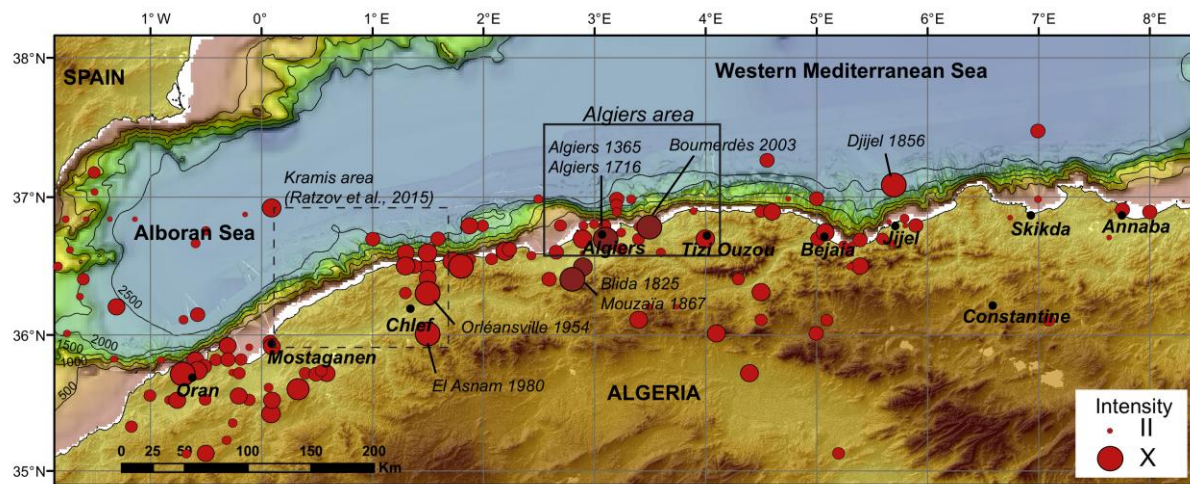 1°W
0°
1°E
2°E
3°E
4°E
5°E
6°E
7°E
8°
38°N
37°N
36°N
35°N
SPAIN
Western Mediterranean Sea
Algiers area
Algiers 1365
Algiers 1716
Boumerdès 2003
Djijel 1856
Kramis area
(Ratzov et al., 2015)
Alboran Sea
2500
Algiers
Tizi Ouzou
Bejaia
Jijel
Skikda
Annaba
Blida 1825
Mouzaïa 1867
Chlef
Orléansville 1954
Constantine
2000
1500
1000
500
Mostaganen
Oran
El Asnam 1980
ALGERIA
0 25 50 100 150 200
Km
Intensity
II
X